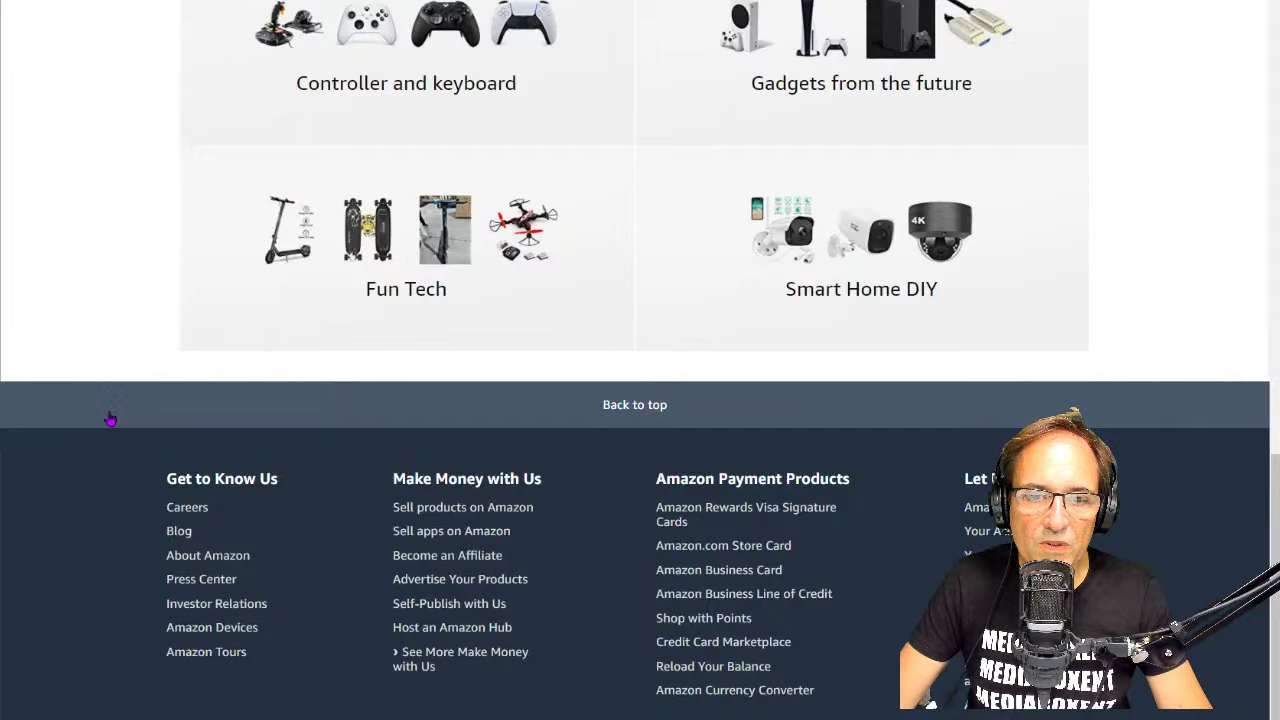 Controller and keyboard
Gadgets from the future
4K
Fun Tech
Smart Home DIY
Back to top
Get to Know Us
Careers
Blog
About Amazon
Press Center
Investor Relations
Amazon Devices
Amazon Tours
Make Money with Us
Sell products on Amazon
Sell apps on Amazon
Become an Affiliate
Advertise Your Products
Self-Publish with Us
Host an Amazon Hub
› See More Make Money
with Us
Amazon Payment Products
Amazon Rewards Visa Signature
Cards
Amazon.com Store Card
Amazon Business Card
Amazon Business Line of Credit
Shop with Points
Credit Card Marketplace
Reload Your Balance
Amazon Currency Converter
Let
Your